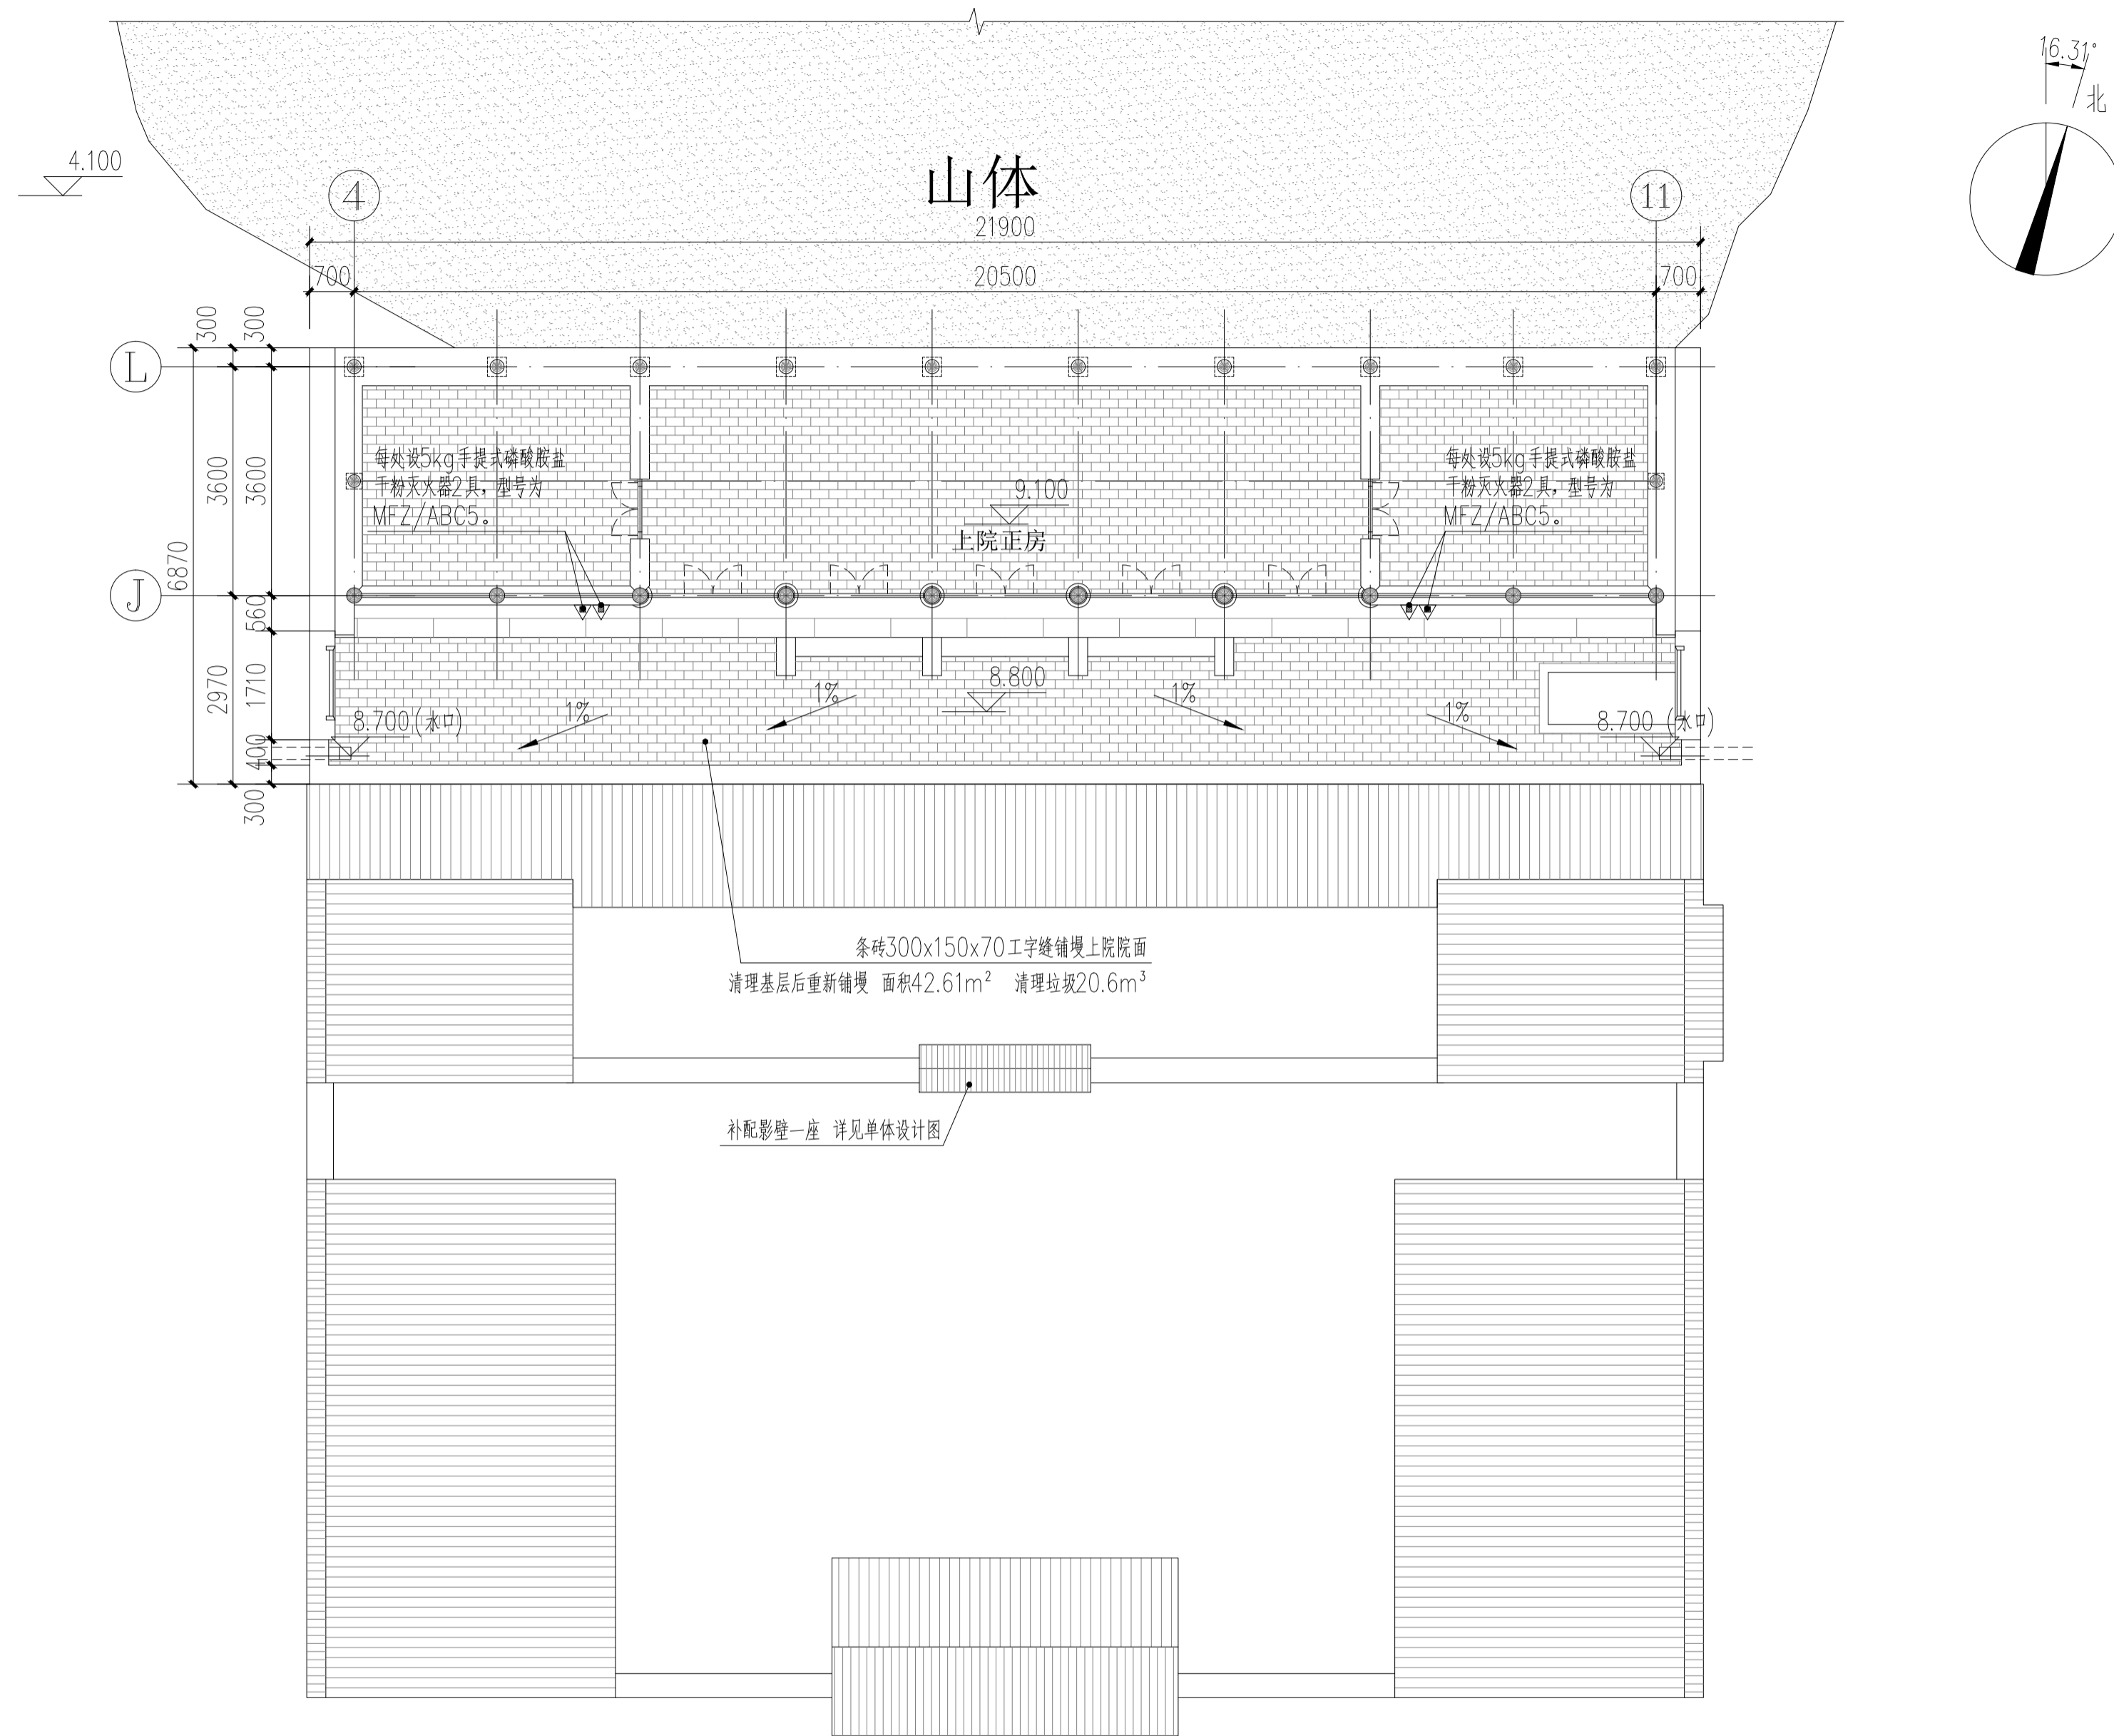 16.31°
北
4.100
山体
4
11
21900
700
20500
700
300
300
L
3600
3600
每处设5kg手提式磷酸胺盐
干粉灭火器2具，型号为
MFZ/ABC5。
每处设5kg手提式磷酸胺盐
干粉灭火器2具，型号为
MFZ/ABC5。
9.100
上院正房
6870
J
560
2970
1710
8.800
1%
1%
1%
1%
8.700(水口)
8.700(水口)
400
300
条砖300x150x70工字缝铺墁上院院面
清理基层后重新铺墁 面积42.61m² 清理垃圾20.6m³
补配影壁一座 详见单体设计图